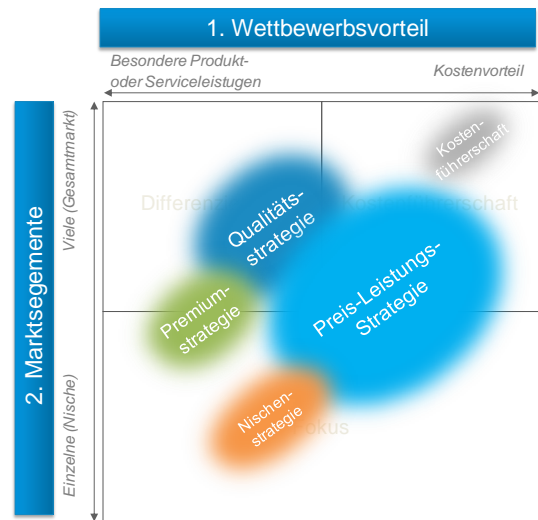 1. Wettbewerbsvorteil
Besondere Produkt-
oder Serviceleistugen
Kostenvorteil
2. Marktsegemente
Viele (Gesamtmarkt)
Einzelne (Nische)
Kosten-
führerschaft
Qualitäts-
strategie
Preis-Leistungs-
Strategie
Premium-
strategie
Nischen-
strategie